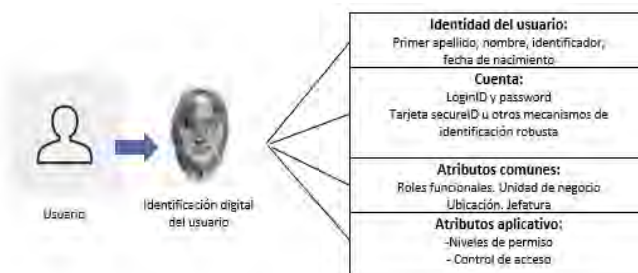 Usuario
Identificación digital
del usuario
Identidad del usuario:
Primer apellido, nombre, identificador,
fecha de nacimiento
Cuenta:
LoginID y password
Tarjeta secureID u otros mecanismos de
identificación robusta
Atributos comunes:
Roles funcionales. Unidad de negocio
Ubicación. Jefatura
Atributos aplicativo:
-Niveles de permiso
- Control de acceso